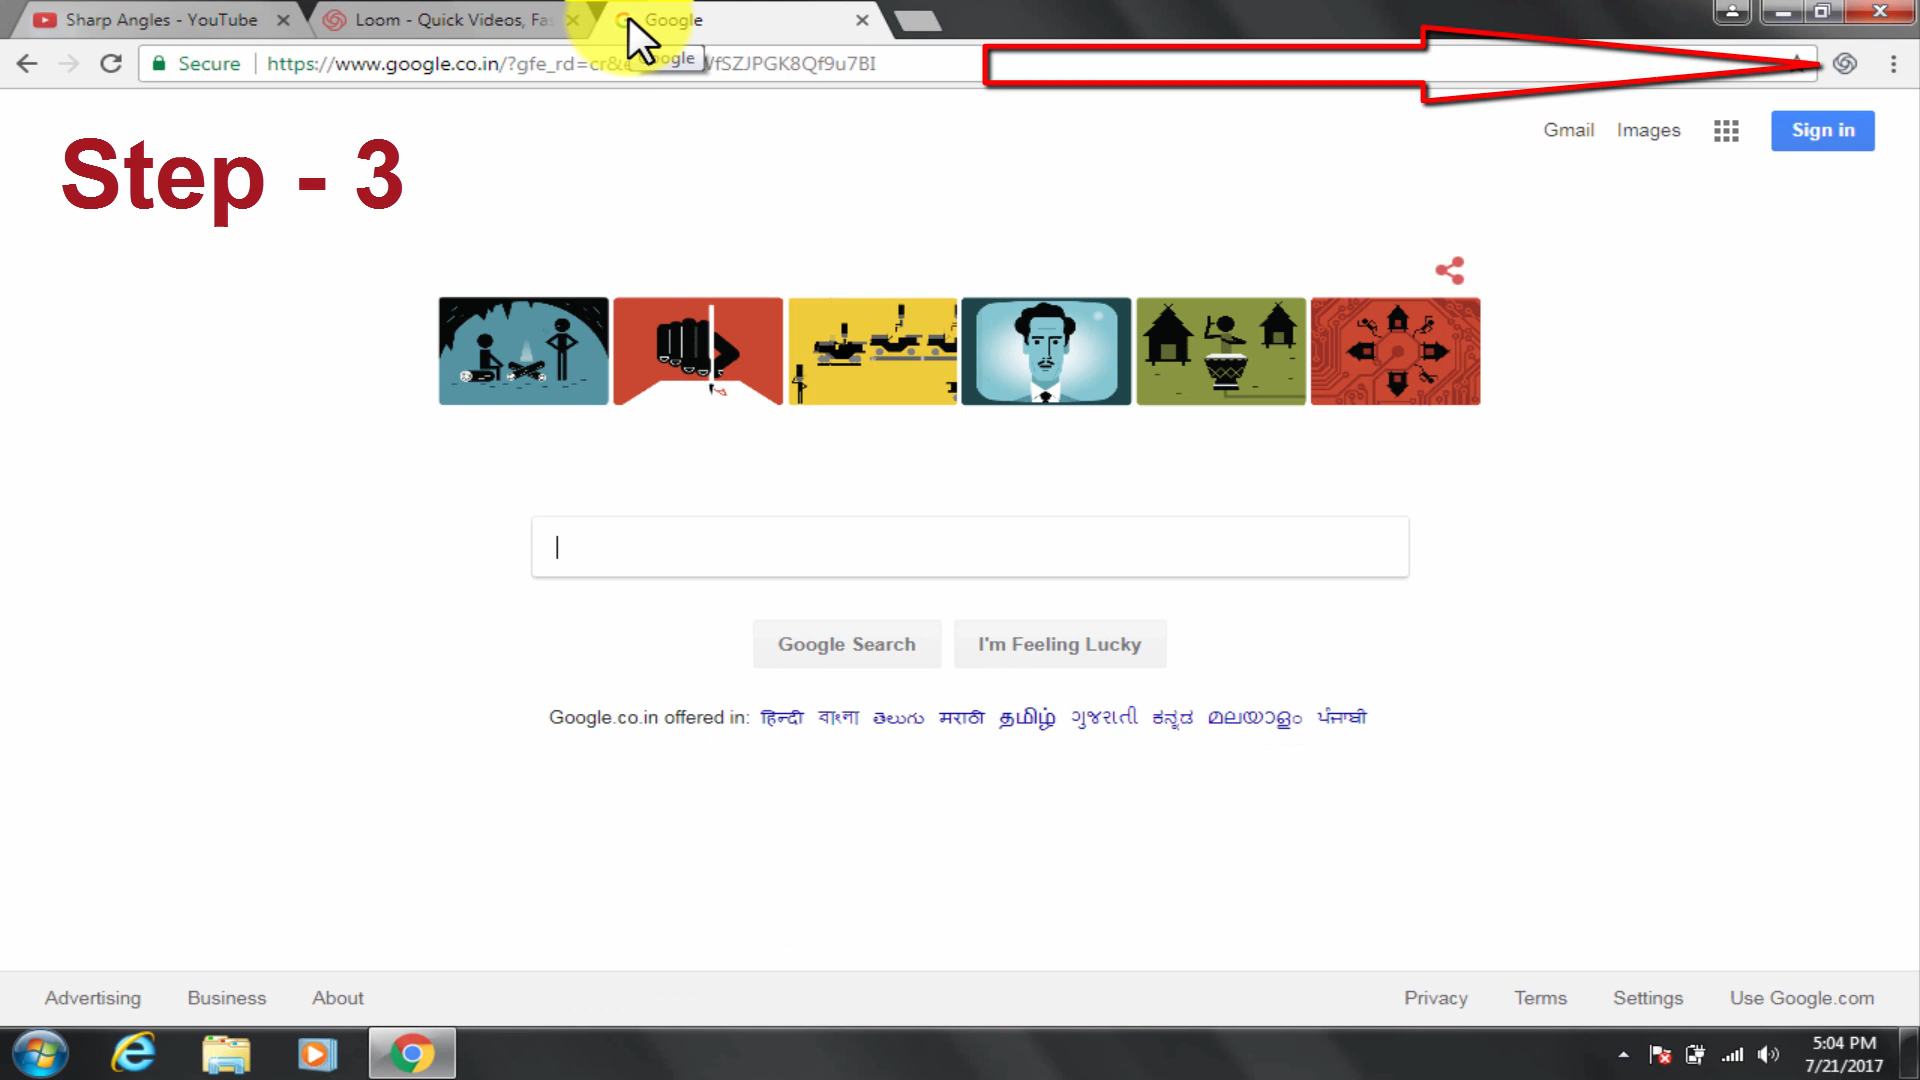 Sharp Angles - YouTube
Loom - Quick Videos, Fa
Google
Secure
https://www.google.co.in/?gfe_rd=cr& VfSZJPGK8Qf9u7BI
Gmail
Images
Sign in
Step - 3
Google Search
I'm Feeling Lucky
Google.co.in offered in: हिन्दी বাংলা తెలుగు मराठी தமிழ் ગુજરાતી ಕನ್ನಡ മലയാളം ਪੰਜਾਬੀ
Advertising
Business
About
Privacy
Terms
Settings
Use Google.com
5:04 PM
7/21/2017